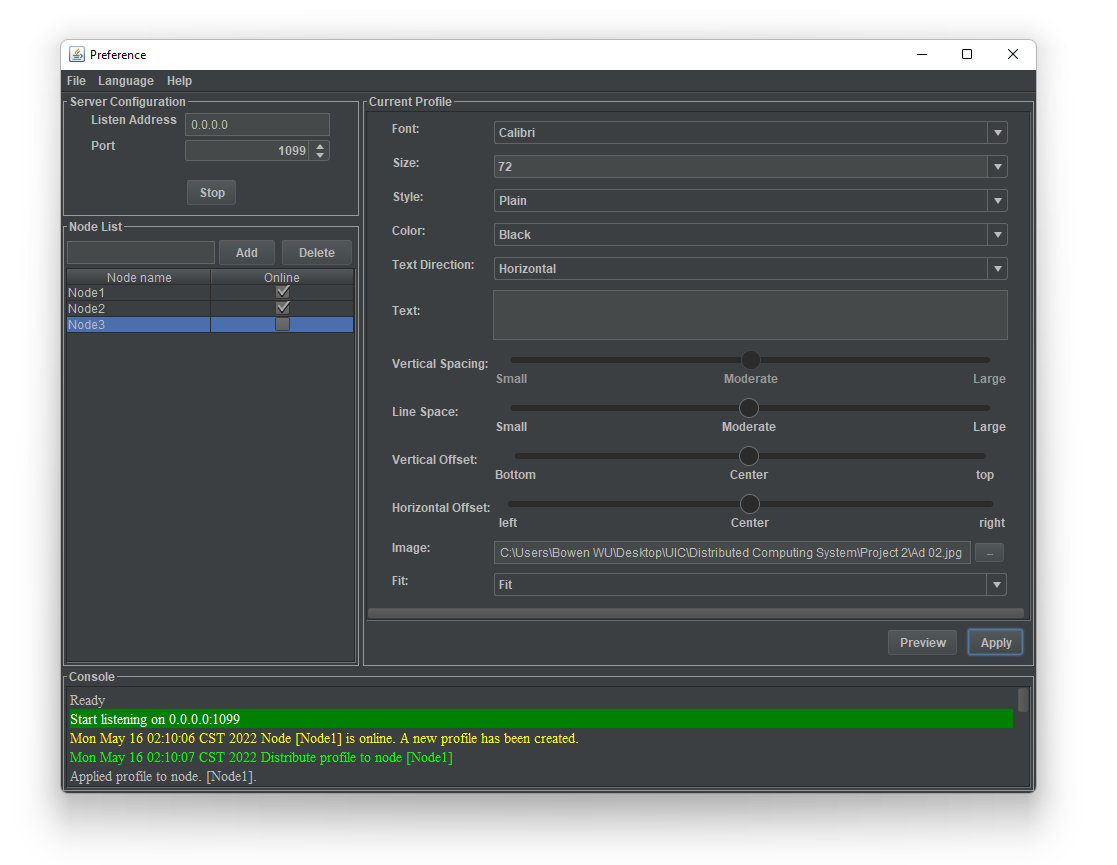 Preference
File Language Help
Server Configuration
Listen Address 0.0.0.0
Port 1099
Stop
Node List
Add Delete
Node name Online
Node1
Node2
Node3
Current Profile
Font: Calibri
Size: 72
Style: Plain
Color: Black
Text Direction: Horizontal
Text:
Vertical Spacing:
Small Moderate Large
Line Space:
Small Moderate Large
Vertical Offset:
Bottom Center top
Horizontal Offset:
left Center right
Image: C:\Users\Bowen WU\Desktop\UIC\Distributed Computing System\Project 2\Ad 02.jpg ...
Fit: Fit
Preview Apply
Console
Ready
Start listening on 0.0.0.0:1099
Mon May 16 02:10:06 CST 2022 Node [Node1] is online. A new profile has been created.
Mon May 16 02:10:07 CST 2022 Distribute profile to node [Node1]
Applied profile to node. [Node1].